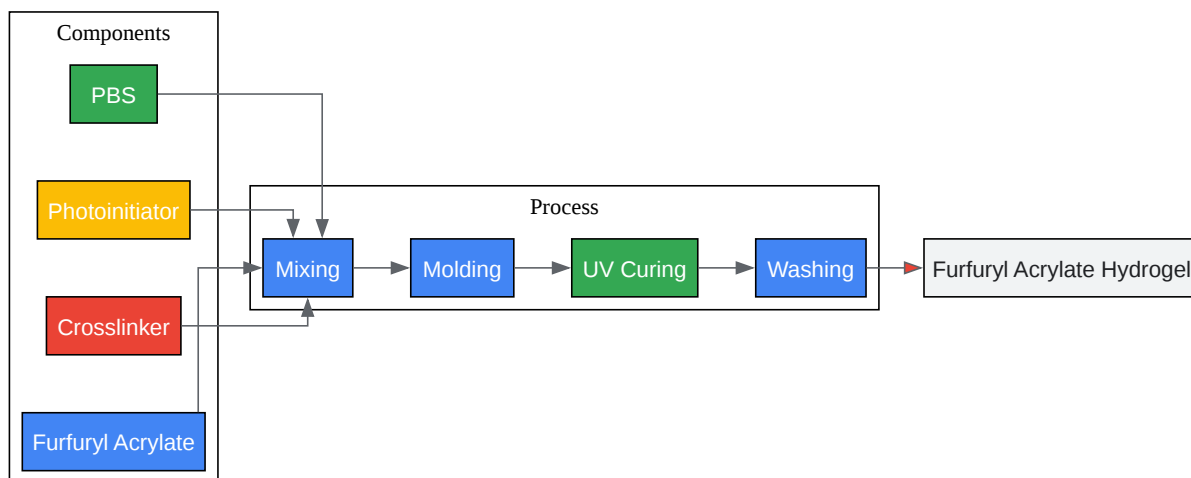 Components
PBS
Photoinitiator
Crosslinker
Furfuryl Acrylate
Process
Mixing
Molding
UV Curing
Washing
Furfuryl Acrylate Hydrogel